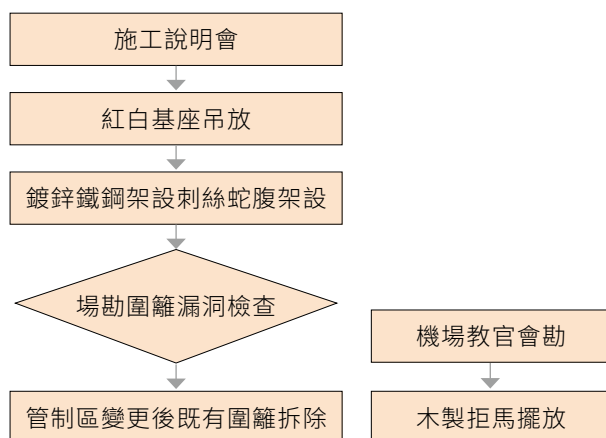 施工說明會
紅白基座吊放
鍍鋅鐵鋼架設刺絲蛇腹架設
場勘圍籬漏洞檢查
管制區變更後既有圍籬拆除
機場教官會勘
木製拒馬擺放